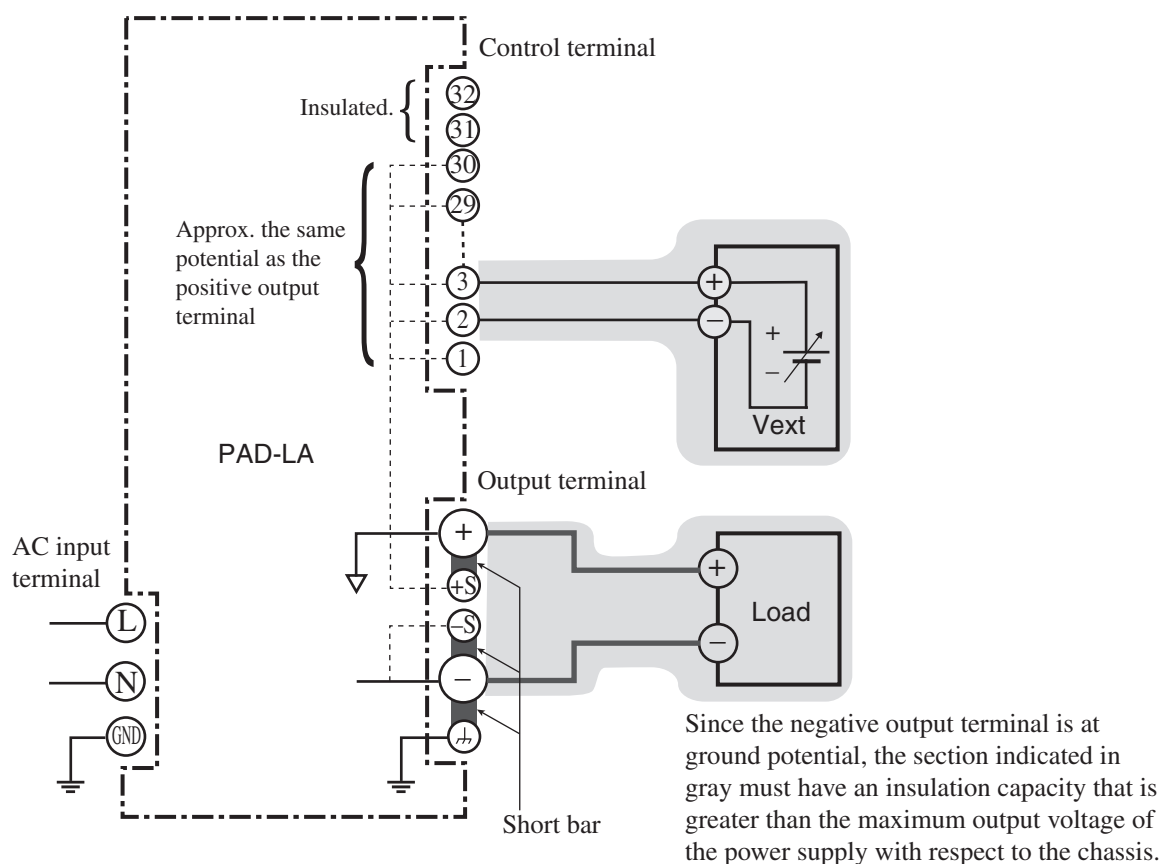 Control terminal
32
Insulated.
31
30
29
Approx. the same
potential as the
positive output
terminal
3
+
2
−
1
+
−
Vext
PAD-LA
Output terminal
+
+S
−S
−
+
−
Load
AC input
terminal
L
N
GND
Short bar
Since the negative output terminal is at
ground potential, the section indicated in
gray must have an insulation capacity that is
greater than the maximum output voltage of
the power supply with respect to the chassis.